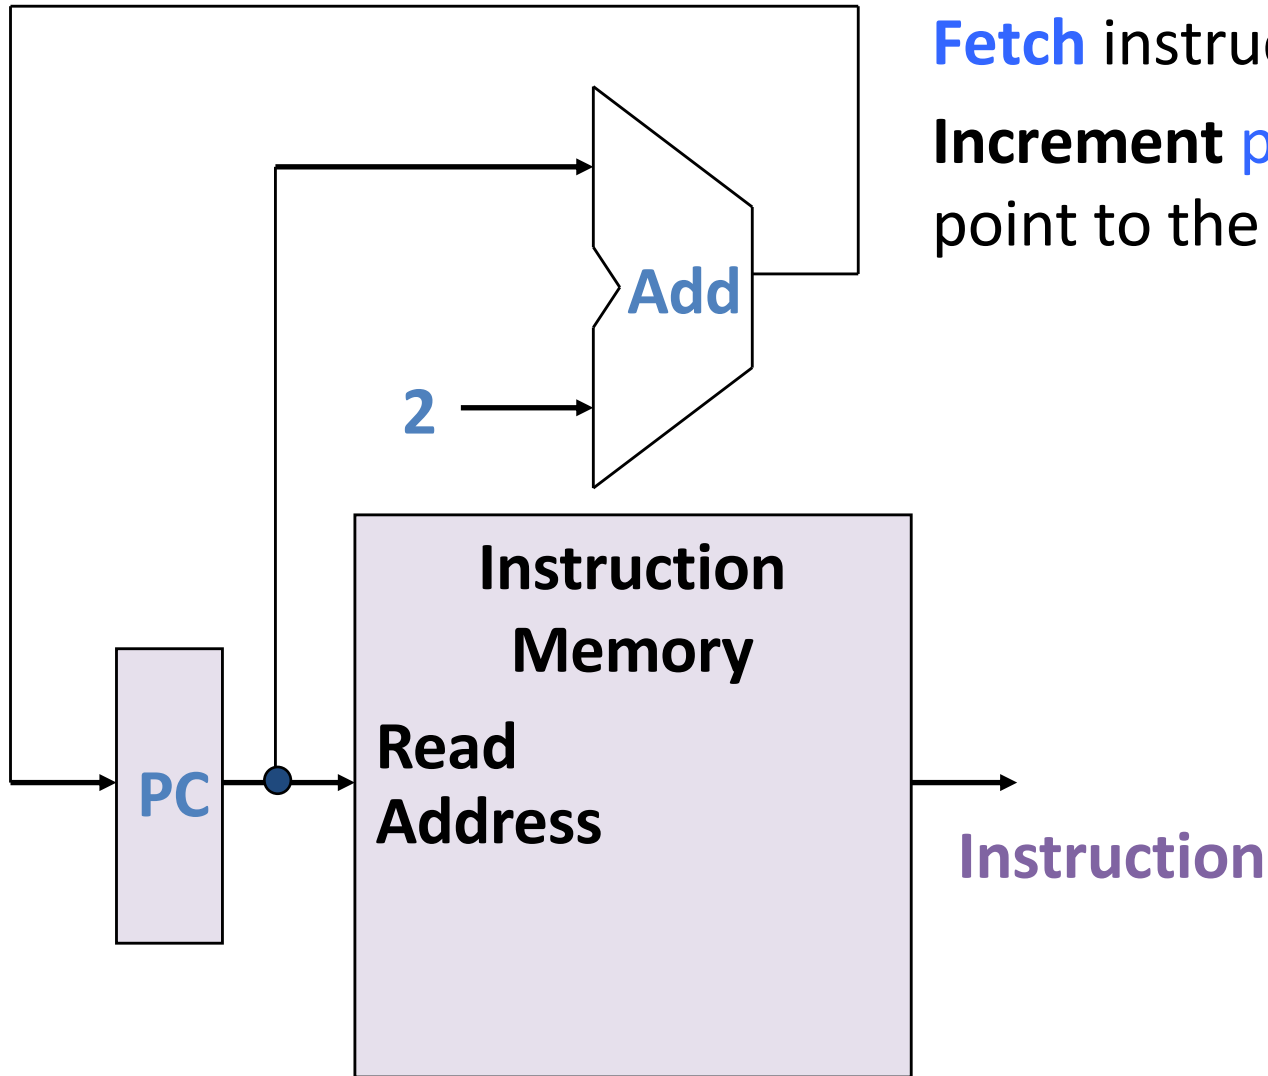 Fetch
Increment
point to the
Add
2
Instruction
Memory
Read
Address
PC
Instruction